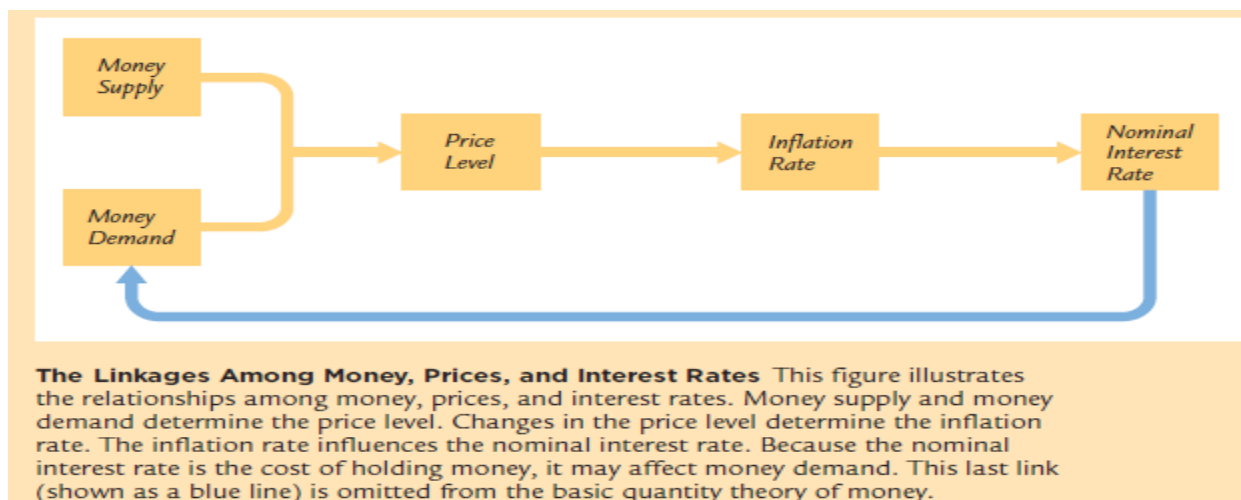 Money
Supply
Price
Level
Inflation
Rate
Nominal
Interest
Rate
Money
Demand
The Linkages Among Money, Prices, and Interest Rates This figure illustrates
the relationships among money, prices, and interest rates. Money supply and money
demand determine the price level. Changes in the price level determine the inflation
rate. The inflation rate influences the nominal interest rate. Because the nominal
interest rate is the cost of holding money, it may affect money demand. This last link
(shown as a blue line) is omitted from the basic quantity theory of money.